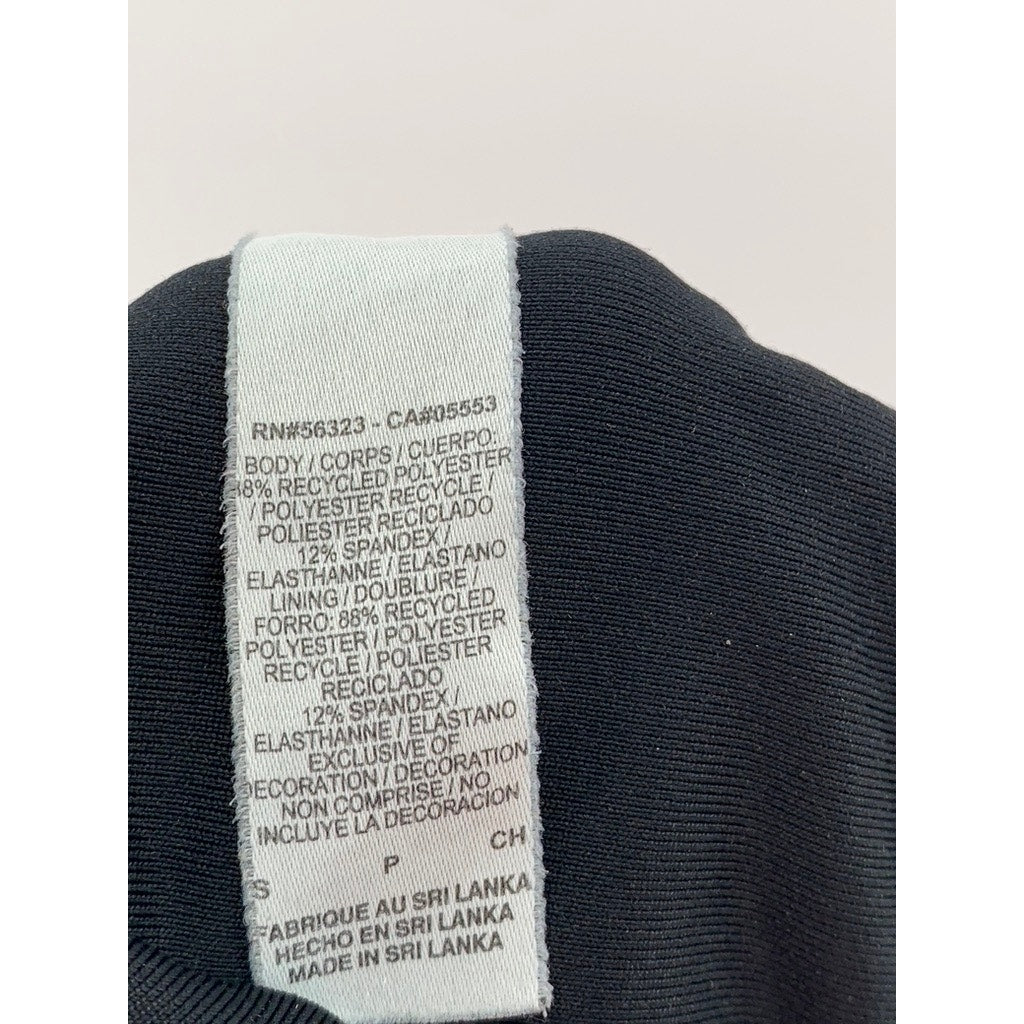 RN#56323 - CA#05553
BODY / CORPS / CUERPO:
88% RECYCLED POLYESTER
/ POLYESTER RECYCLE /
POLIESTER RECICLADO
12% SPANDEX /
ELASTHANNE / ELASTANO
LINING / DOUBLURE /
FORRO: 88% RECYCLED
POLYESTER / POLYESTER
RECYCLE / POLIESTER
RECICLADO
12% SPANDEX /
ELASTHANNE / ELASTANO
EXCLUSIVE OF
DECORATION / DECORATION
NON COMPRISE / NO
INCLUYE LA DECORACION
S P CH
FABRIQUE AU SRI LANKA
HECHO EN SRI LANKA
MADE IN SRI LANKA